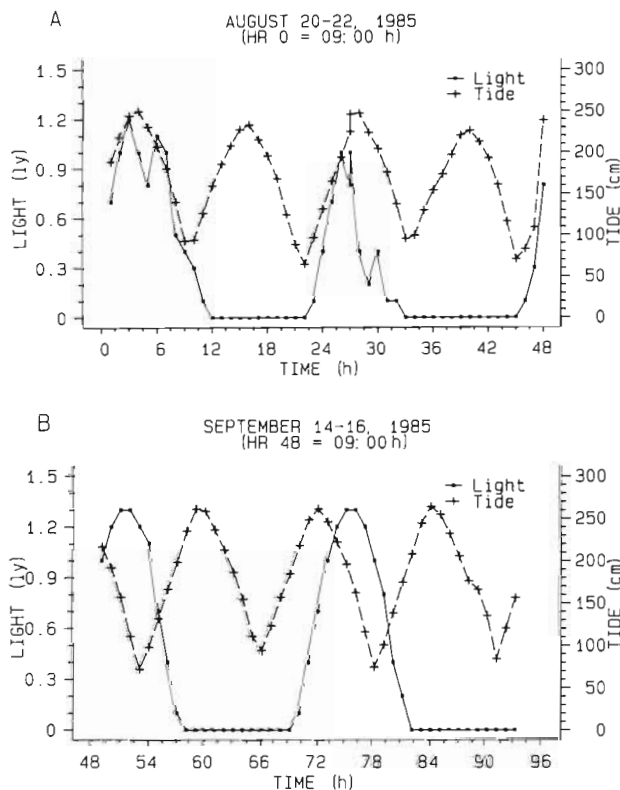 A
AUGUST 20-22, 1985
(HR 0 = 09:00 h)
1.5
1.2
0.9
0.6
0.3
0
LIGHT (ly)
Light
Tide
300
250
200
150
100
50
0
TIDE (cm)
0 6 12 18 24 30 36 42 48
TIME (h)
B
SEPTEMBER 14-16, 1985
(HR 48 = 09:00h)
1.5
1.2
0.9
0.6
0.3
0
LIGHT (ly)
Light
Tide
300
250
200
150
100
50
0
TIDE (cm)
48 54 60 66 72 78 84 90 96
TIME (h)